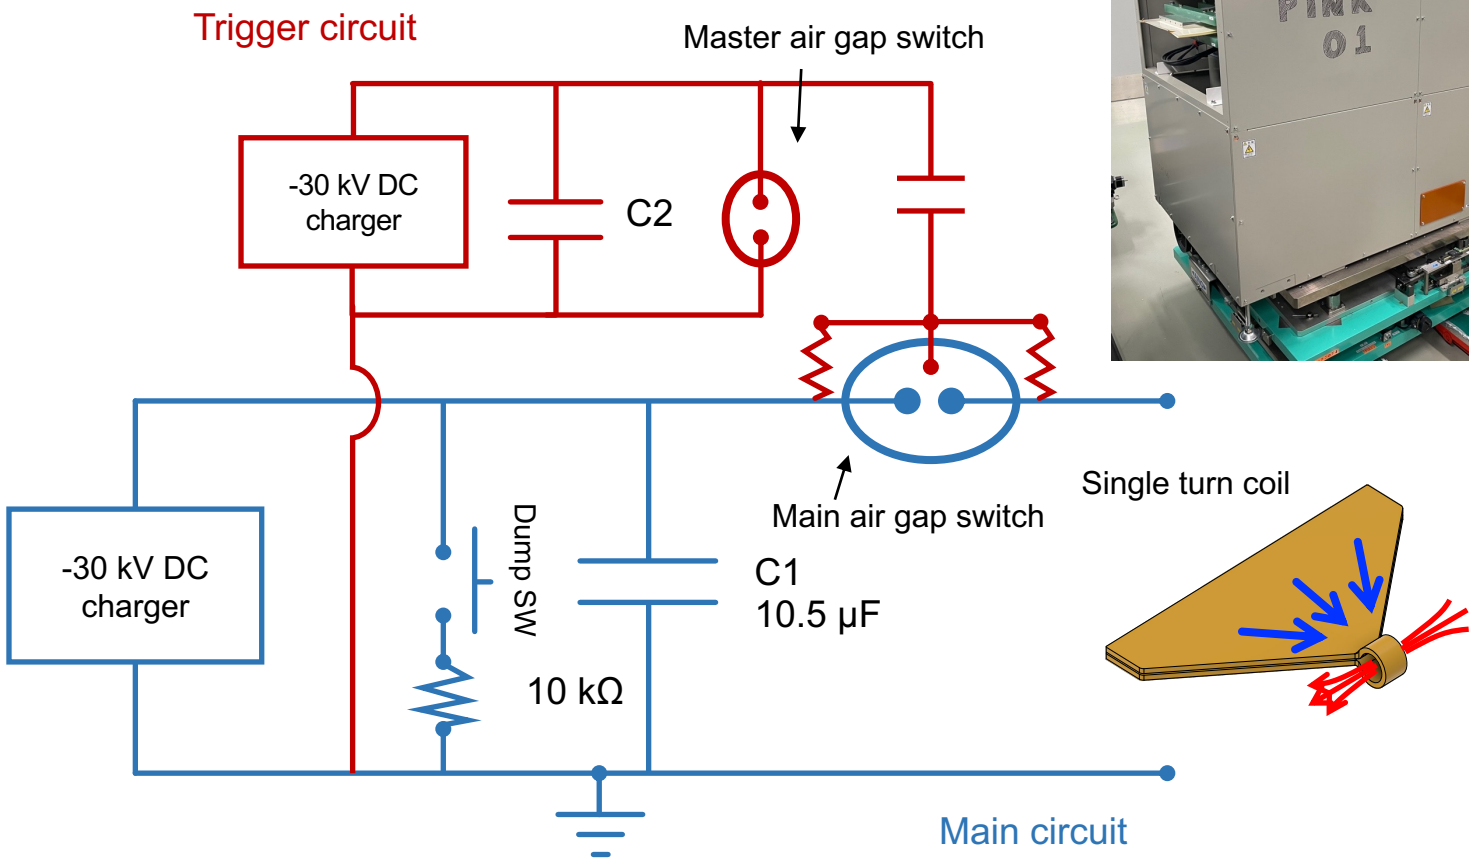 Trigger circuit
Master air gap switch
PINK
01
-30 kV DC
charger
C2
Main air gap switch
Single turn coil
-30 kV DC
charger
Dump SW
C1
10.5 µF
10 kΩ
Main circuit